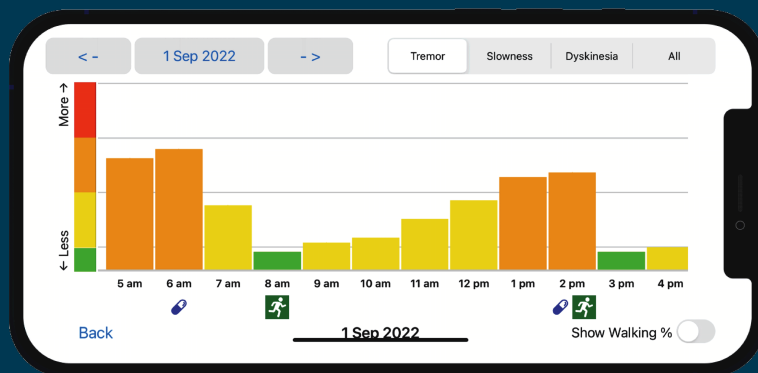 < - 1 Sep 2022 - > Tremor Slowness Dyskinesia All
More →
← Less
5 am 6 am 7 am 8 am 9 am 10 am 11 am 12 pm 1 pm 2 pm 3 pm 4 pm
Back 1 Sep 2022 Show Walking %